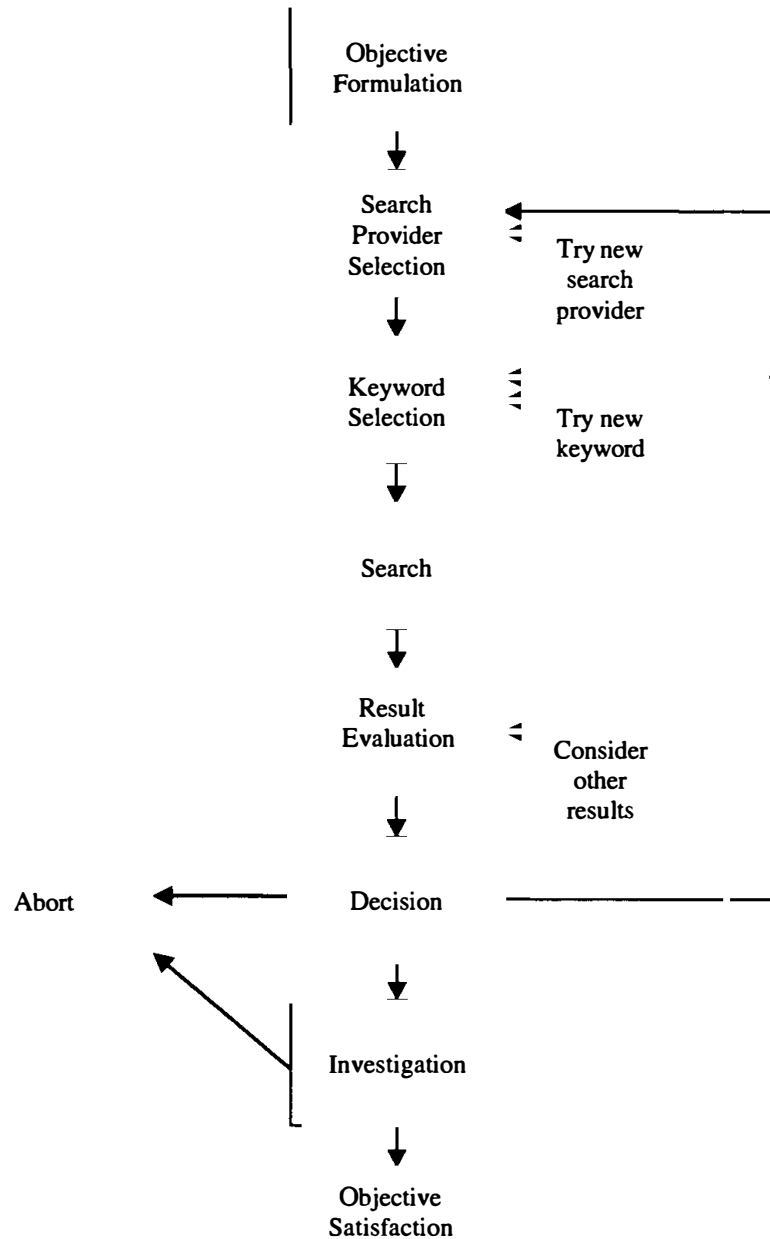 Objective
Formulation
Search
Provider
Selection
Try new
search
provider
Keyword
Selection
Try new
keyword
Search
Result
Evaluation
Consider
other
results
Abort
Decision
Investigation
Objective
Satisfaction